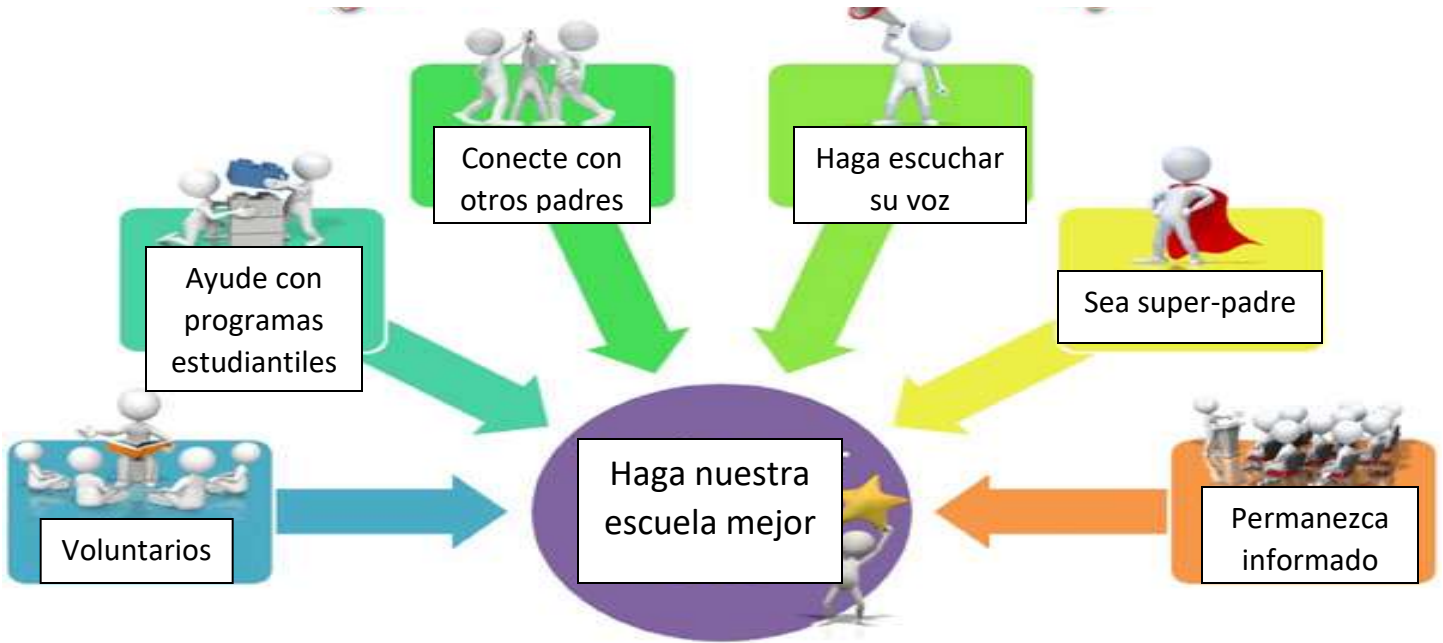 Conecte con
otros padres
Haga escuchar
su voz
Ayude con
programas
estudiantiles
Sea super-padre
Voluntarios
Haga nuestra
escuela mejor
Permanezca
informado